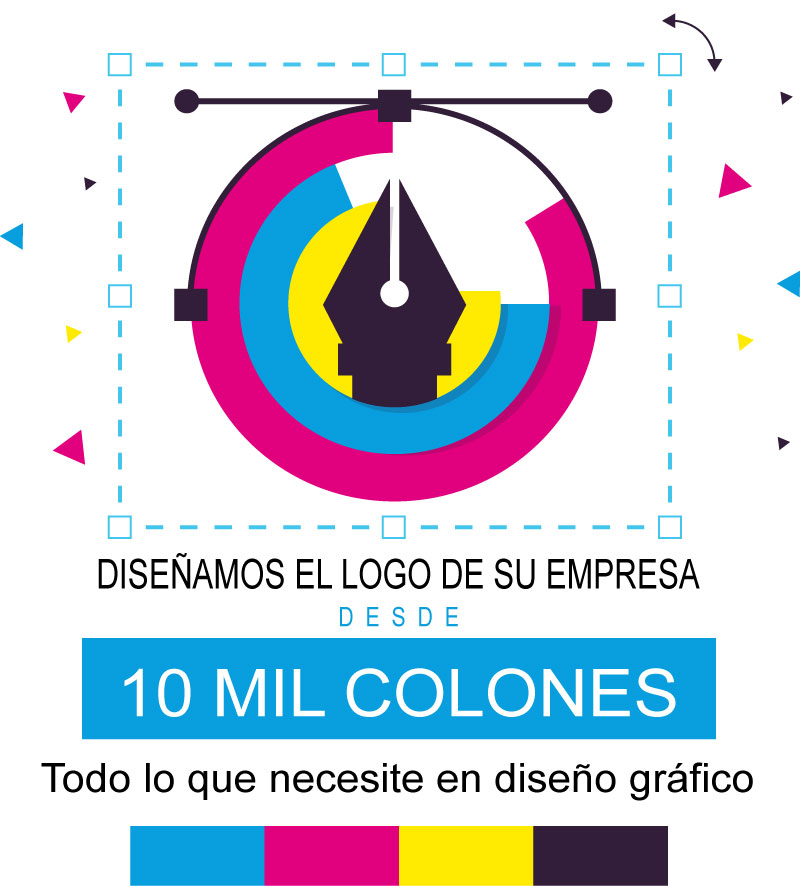 DISEÑAMOS EL LOGO DE SU EMPRESA
DESDE
10 MIL COLONES
Todo lo que necesite en diseño gráfico